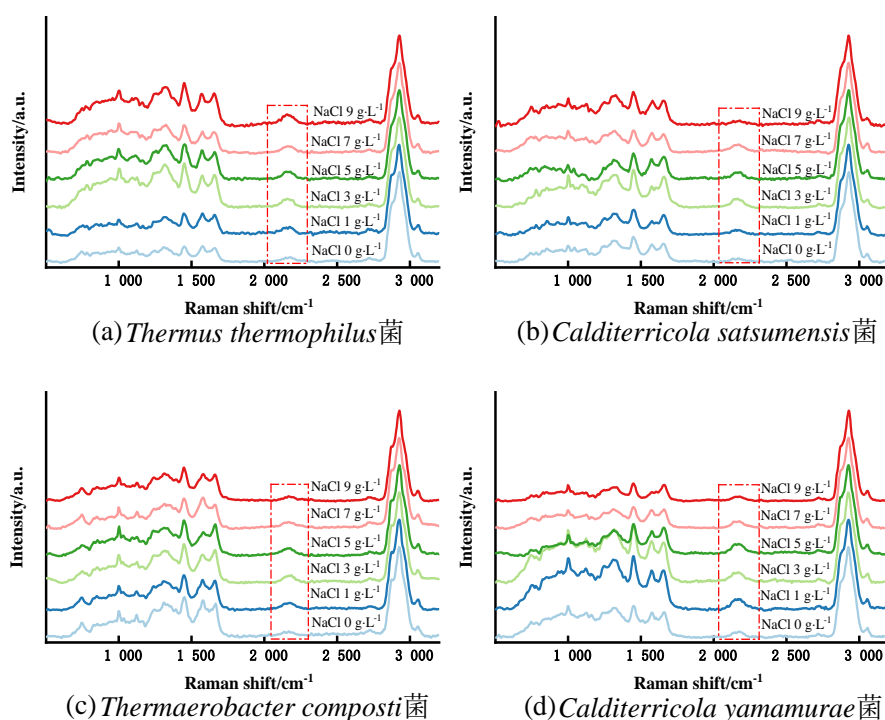 Intensity/a.u.
NaCl 9 g·L-1
NaCl 7 g·L-1
NaCl 5 g·L-1
NaCl 3 g·L-1
NaCl 1 g·L-1
NaCl 0 g·L-1
1 000 1 500 2 000 2 500 3 000
Raman shift/cm-1
(a) Thermus thermophilus菌
Intensity/a.u.
NaCl 9 g·L-1
NaCl 7 g·L-1
NaCl 5 g·L-1
NaCl 3 g·L-1
NaCl 1 g·L-1
NaCl 0 g·L-1
1 000 1 500 2 000 2 500 3 000
Raman shift/cm-1
(b) Calditerricola satsumensis菌
Intensity/a.u.
NaCl 9 g·L-1
NaCl 7 g·L-1
NaCl 5 g·L-1
NaCl 3 g·L-1
NaCl 1 g·L-1
NaCl 0 g·L-1
1 000 1 500 2 000 2 500 3 000
Raman shift/cm-1
(c) Thermaerobacter composti菌
Intensity/a.u.
NaCl 9 g·L-1
NaCl 7 g·L-1
NaCl 5 g·L-1
NaCl 3 g·L-1
NaCl 1 g·L-1
NaCl 0 g·L-1
1 000 1 500 2 000 2 500 3 000
Raman shift/cm-1
(d) Calditerricola yamamurae菌